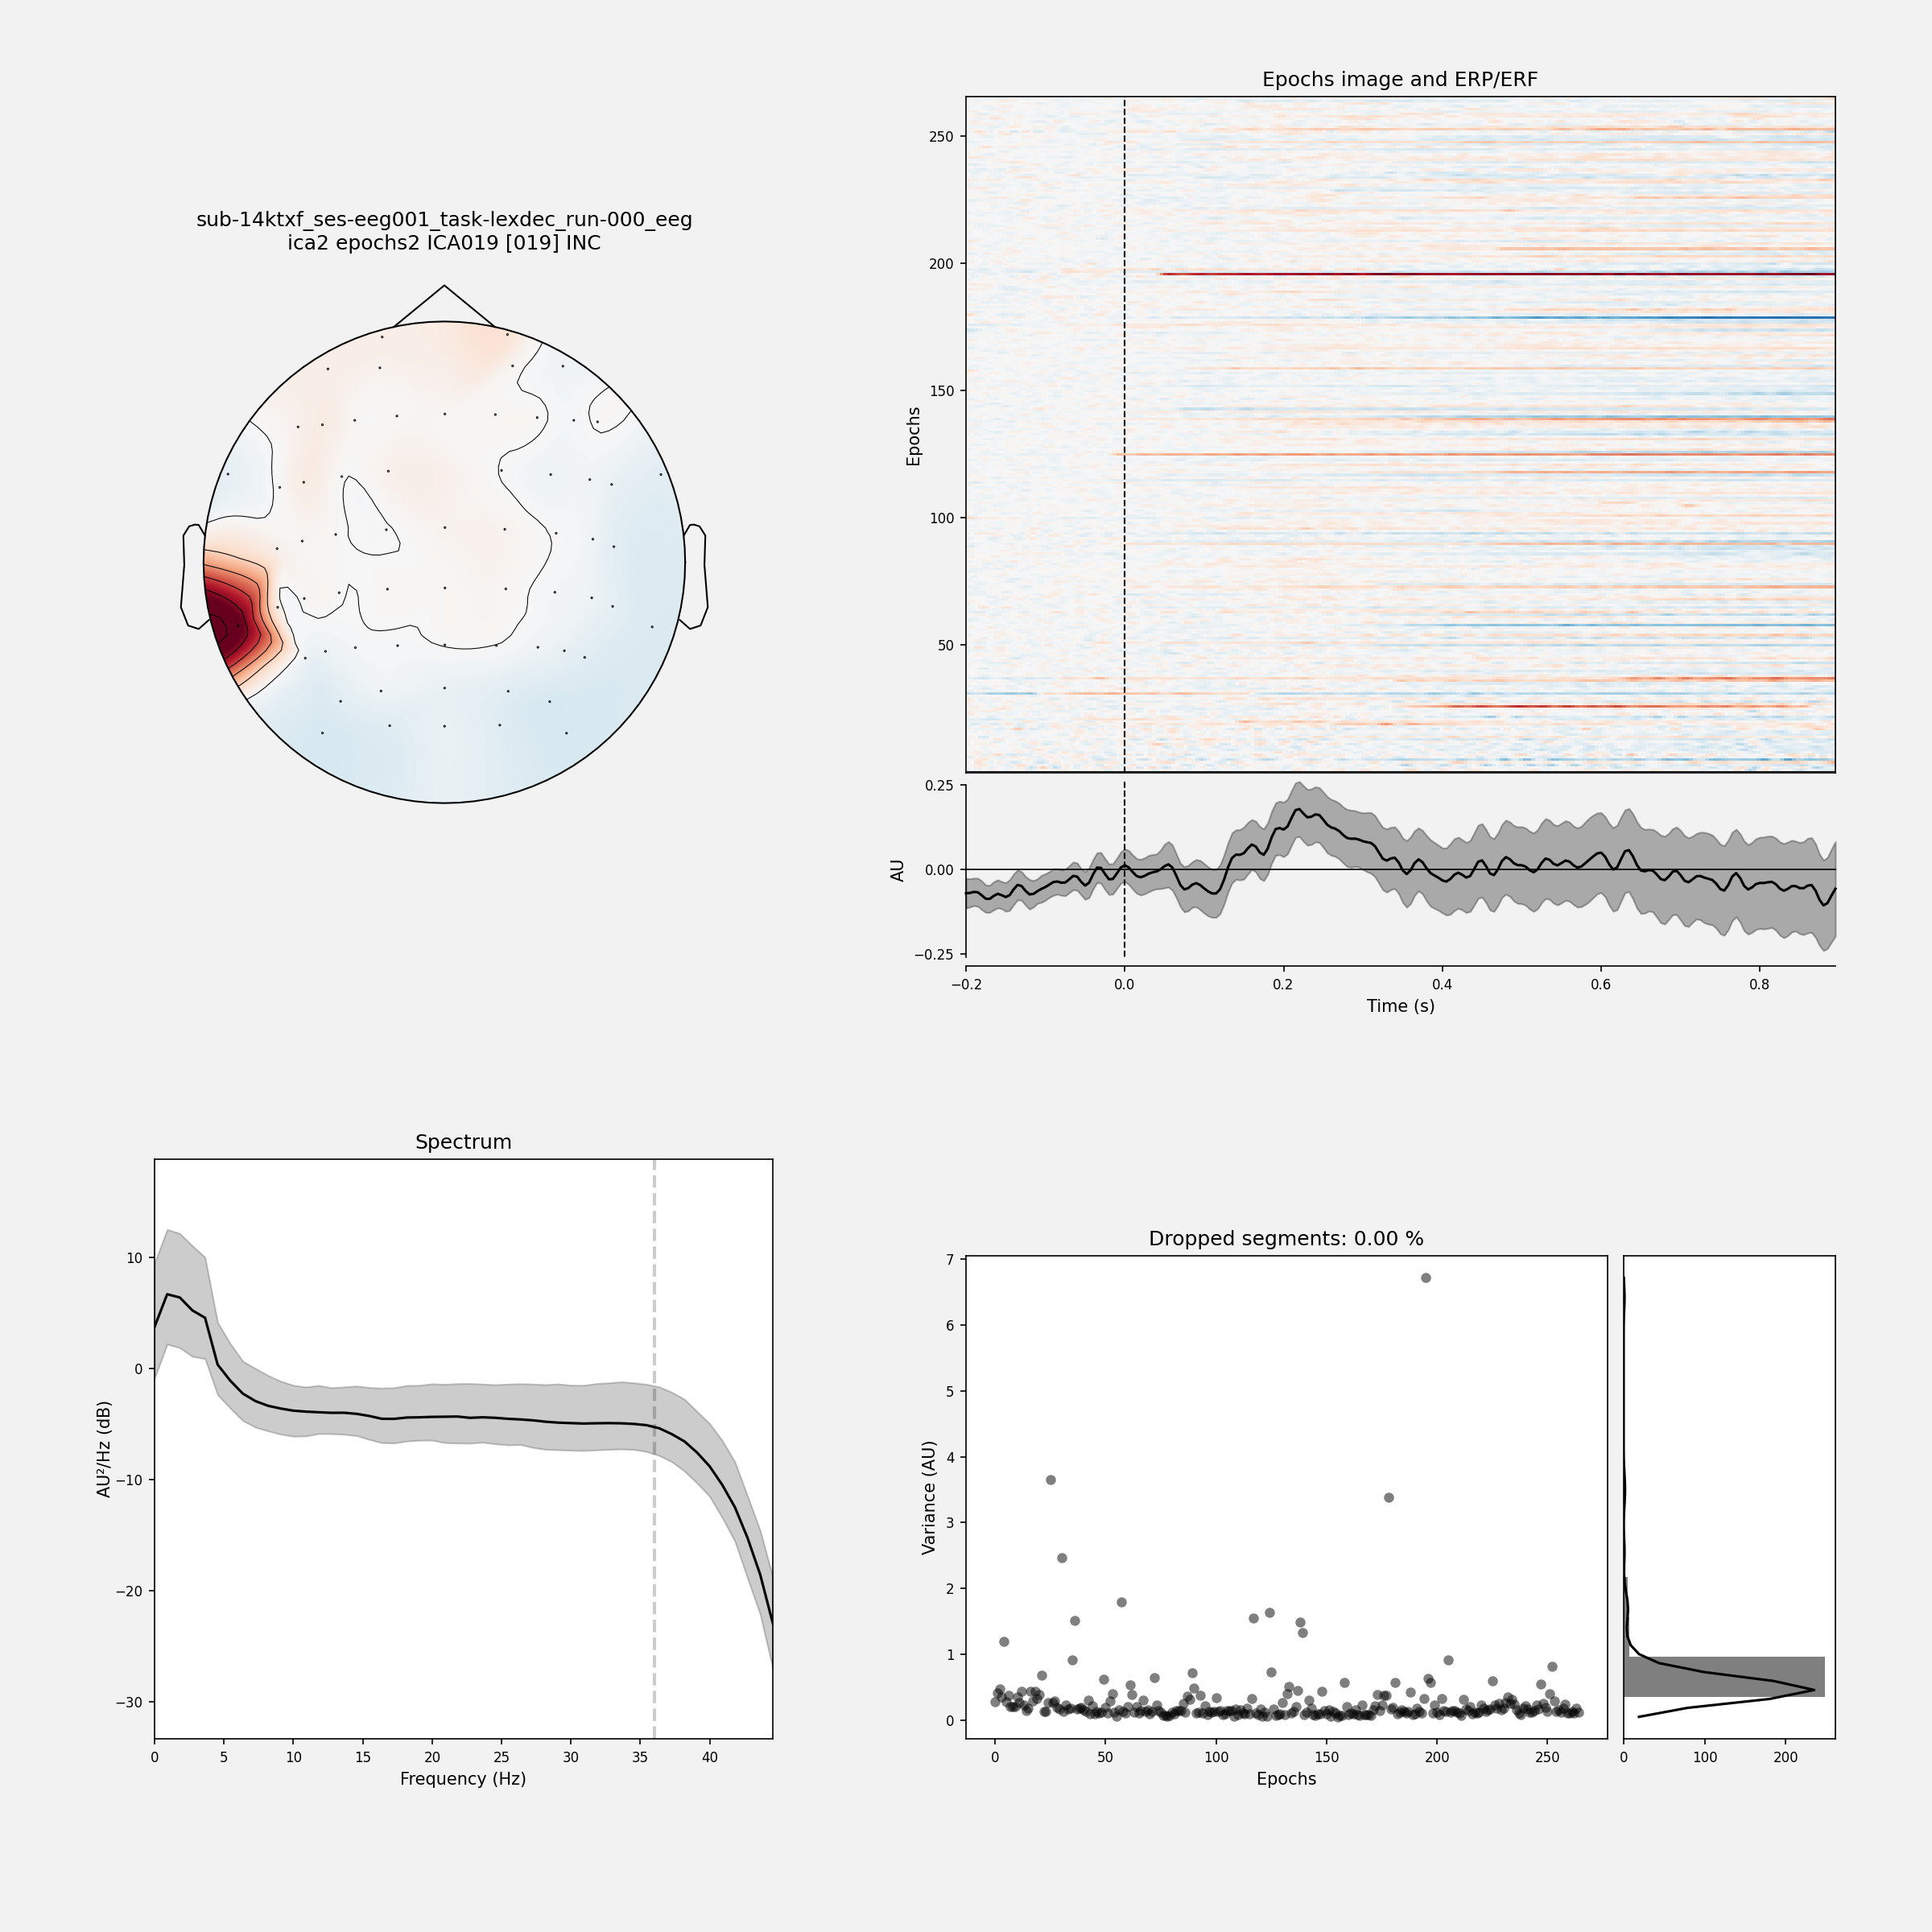 Epochs image and ERP/ERF
sub-14ktxf_ses-eeg001_task-lexdec_run-000_eeg
ica2 epochs2 ICA019 [019] INC
250
200
150
100
50
Epochs
0.25
0.00
−0.25
AU
−0.2 0.0 0.2 0.4 0.6 0.8
Time (s)
Spectrum
10
0
−10
−20
−30
AU²/Hz (dB)
0 5 10 15 20 25 30 35 40
Frequency (Hz)
Dropped segments: 0.00 %
7
6
5
4
3
2
1
0
Variance (AU)
0 50 100 150 200 250
Epochs
0 100 200